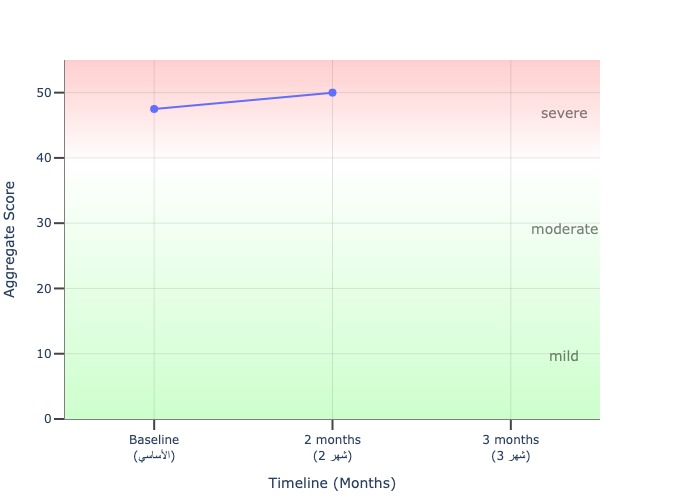 Aggregate Score
50
40
30
20
10
0
severe
moderate
mild
Baseline
(الأساسي)
2 months
(2 شهر)
3 months
(3 شهر)
Timeline (Months)